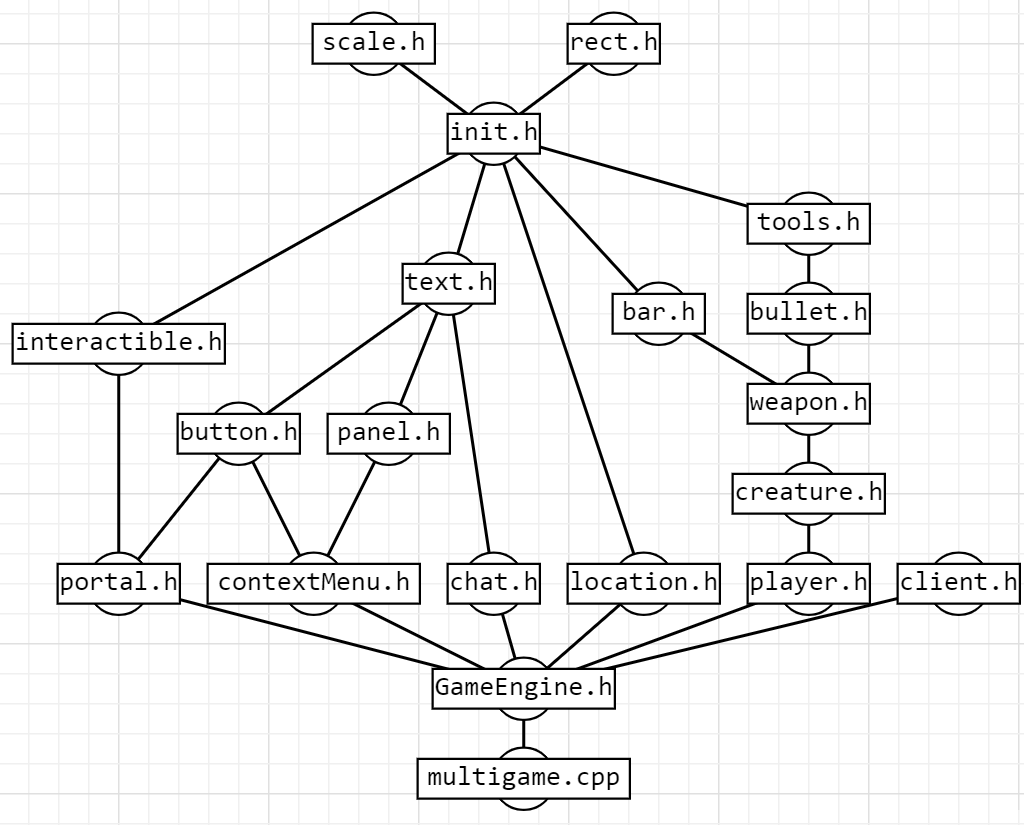 scale.h
rect.h
init.h
tools.h
text.h
bar.h
bullet.h
interactible.h
weapon.h
button.h
panel.h
creature.h
portal.h
contextMenu.h
chat.h
location.h
player.h
client.h
GameEngine.h
multigame.cpp